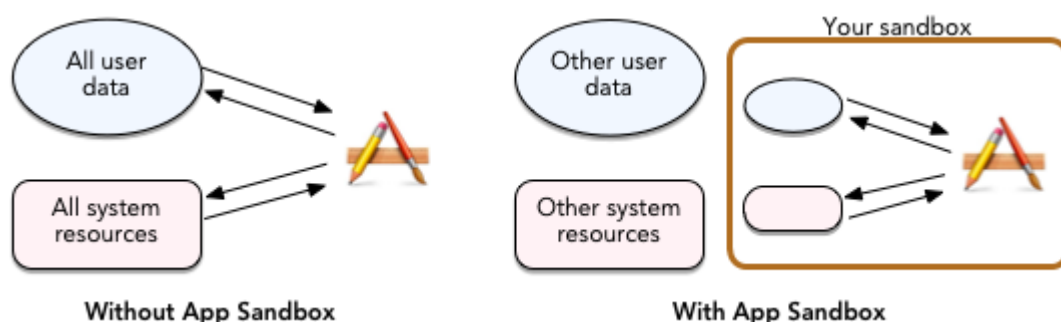 All user
data
All system
resources
Without App Sandbox
Your sandbox
Other user
data
Other system
resources
With App Sandbox